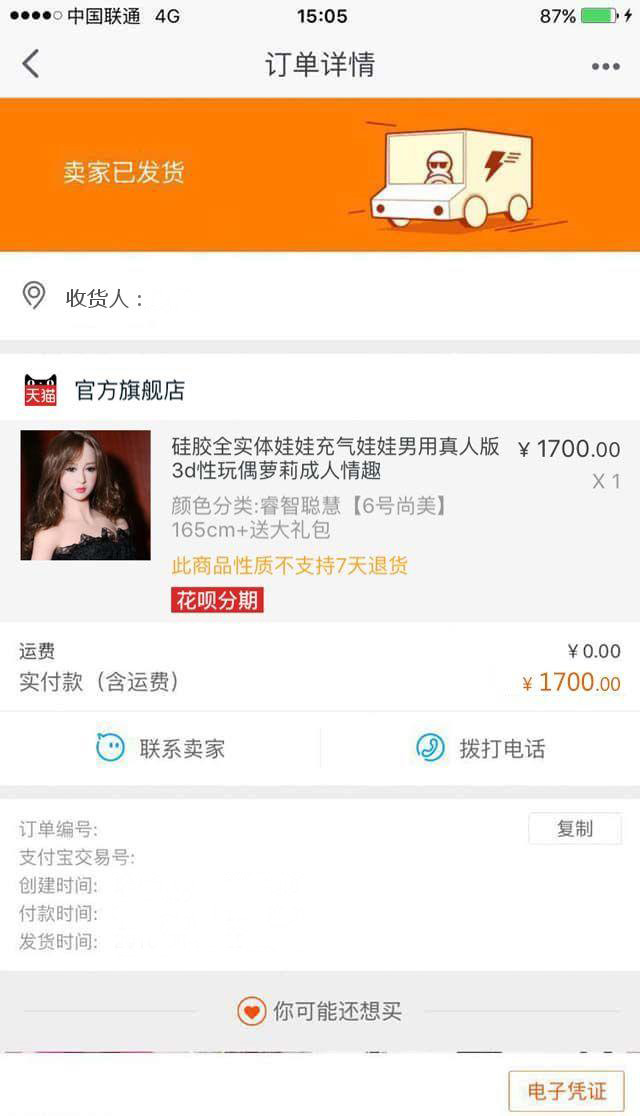 中国联通 4G 15:05 87%
订单详情
卖家已发货
收货人：
天猫 官方旗舰店
硅胶全实体娃娃充气娃娃男用真人版 ¥1700.00
3d性玩偶萝莉成人情趣 X 1
颜色分类:睿智聪慧【6号尚美】
165cm+送大礼包
此商品性质不支持7天退货
花呗分期
运费 ¥0.00
实付款（含运费） ¥1700.00
联系卖家 拨打电话
订单编号: 复制
支付宝交易号:
创建时间:
付款时间:
发货时间:
你可能还想买
电子凭证